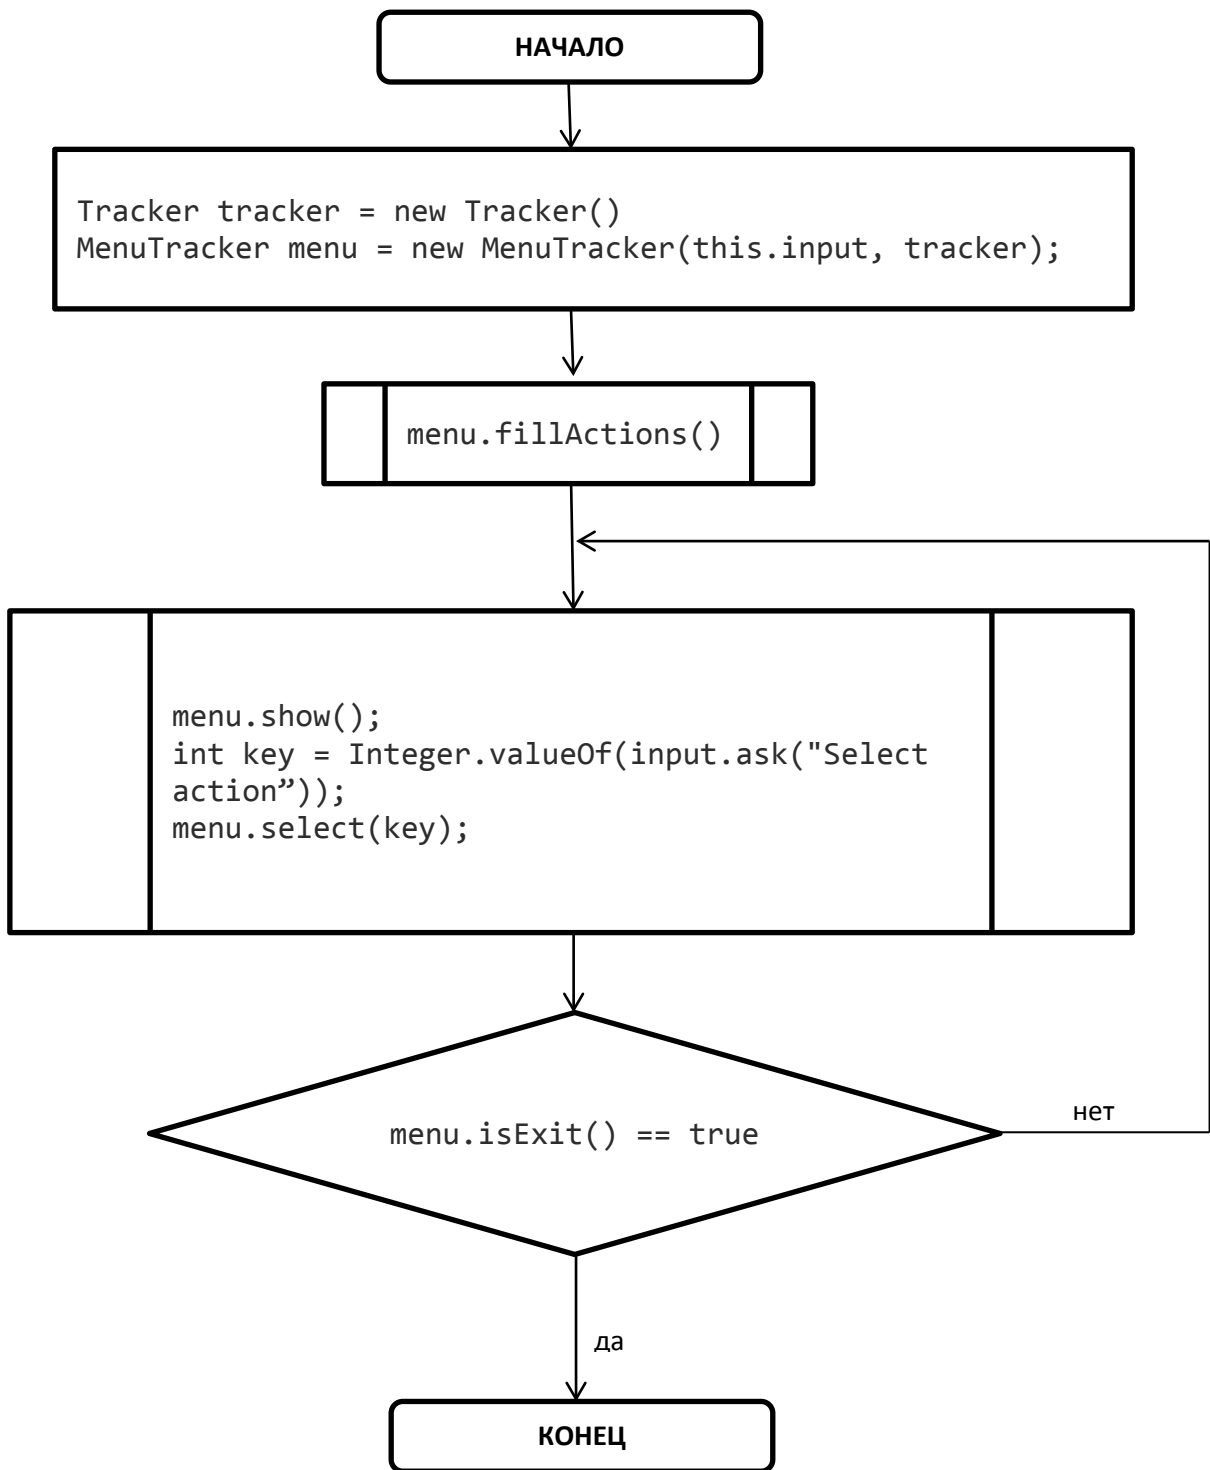 НАЧАЛО
Tracker tracker = new Tracker()
MenuTracker menu = new MenuTracker(this.input, tracker);
menu.fillActions()
menu.show();
int key = Integer.valueOf(input.ask("Select
action”));
menu.select(key);
menu.isExit() == true
нет
да
КОНЕЦ